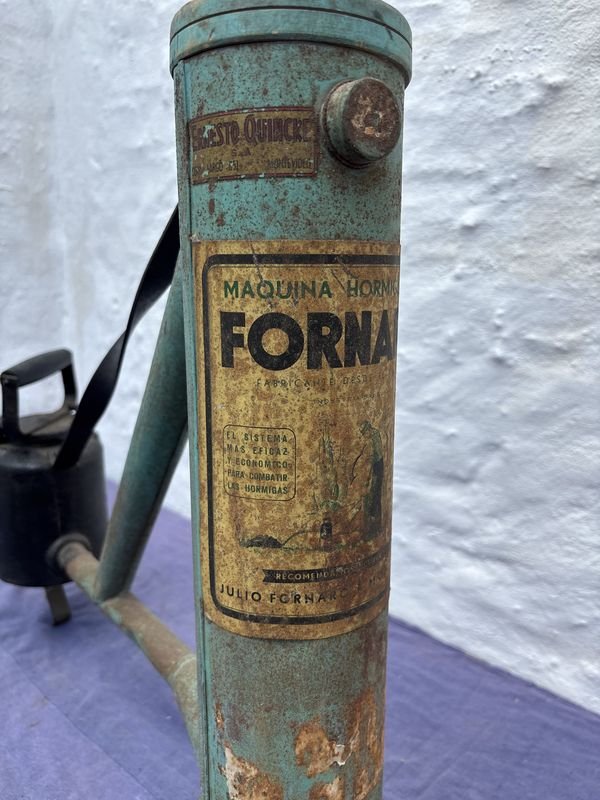 ERNESTO QUINCKE
S.A.
MONTEVIDEO
MAQUINA HORMI
FORNA
FABRICANTE DESD
EL SISTEMA
MAS EFICAZ
Y ECONOMICO
PARA COMBATIR
LAS HORMIGAS
RECOMENDA
JULIO FORNARO